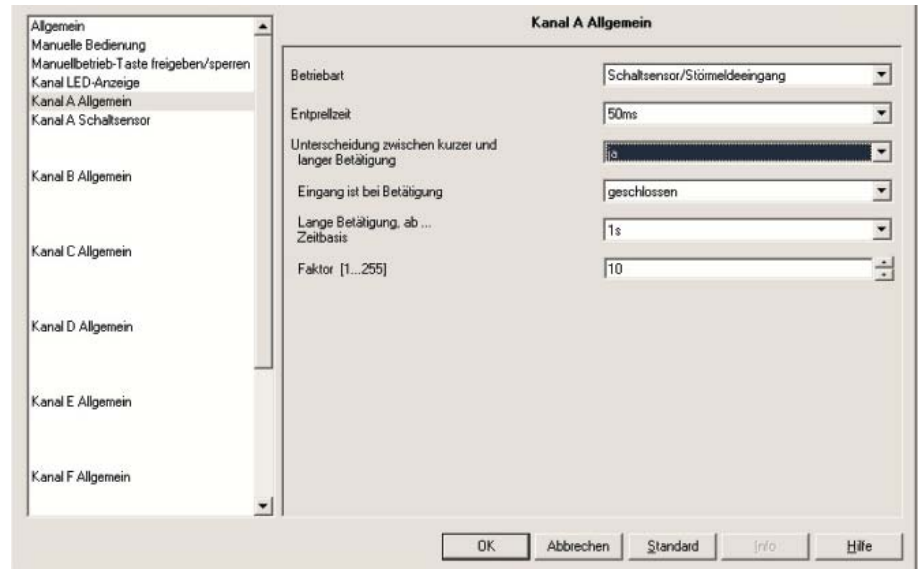 Kanal A Allgemein
Allgemein
Manuelle Bedienung
Manuellbetrieb-Taste freigeben/sperren
Kanal LED-Anzeige
Kanal A Allgemein
Kanal A Schaltsensor
Kanal B Allgemein
Kanal C Allgemein
Kanal D Allgemein
Kanal E Allgemein
Kanal F Allgemein
Betriebart
Schaltsensor/Störmeldeeingang
Entprellzeit
50ms
Unterscheidung zwischen kurzer und
langer Betätigung
ja
Eingang ist bei Betätigung
geschlossen
Lange Betätigung, ab ...
Zeitbasis
1s
Faktor [1...255]
10
OK
Abbrechen
Standard
Info
Hilfe